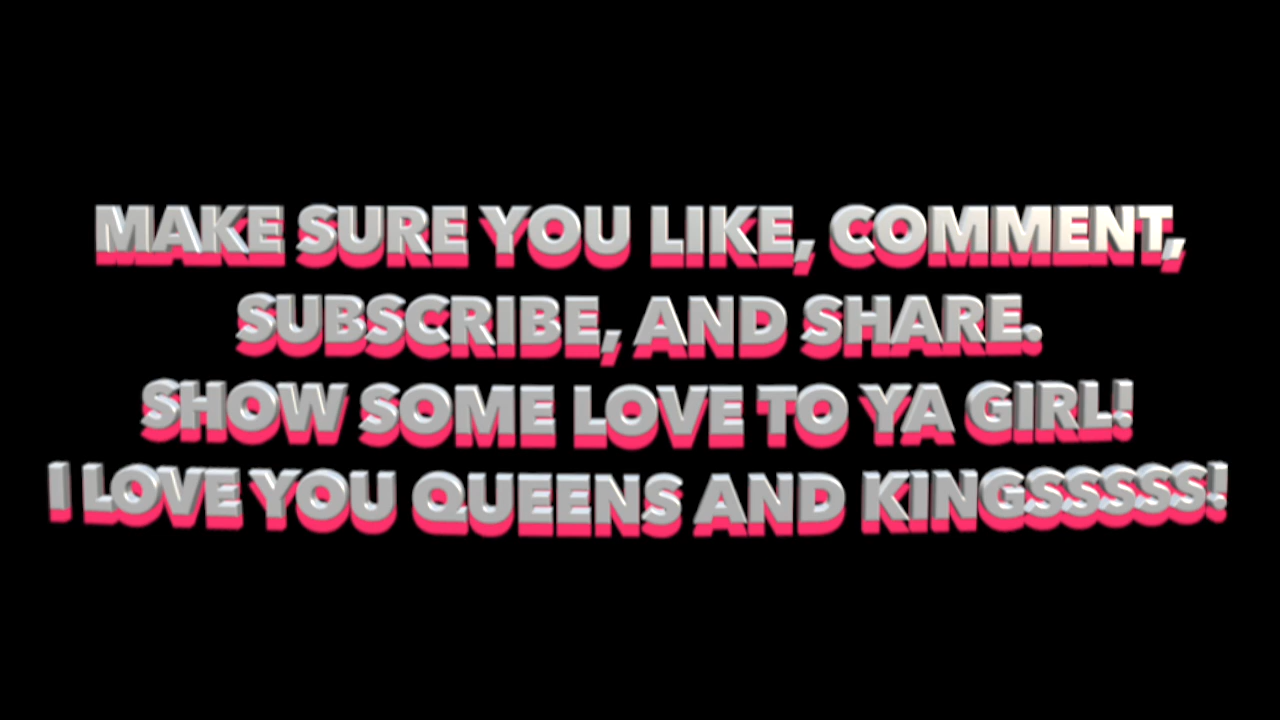 MAKE SURE YOU LIKE, COMMENT,
SUBSCRIBE, AND SHARE.
SHOW SOME LOVE TO YA GIRL!
I LOVE YOU QUEENS AND KINGSSSSS!